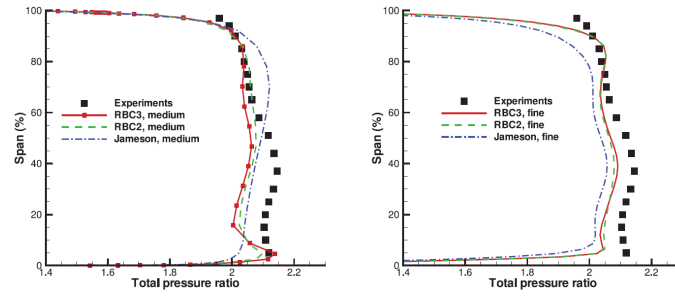 100
80
60
40
20
0
Span (%)
Experiments
RBC3, medium
RBC2, medium
Jameson, medium
1.4 1.6 1.8 2 2.2
Total pressure ratio
100
80
60
40
20
0
Span (%)
Experiments
RBC3, fine
RBC2, fine
Jameson, fine
1.4 1.6 1.8 2 2.2
Total pressure ratio